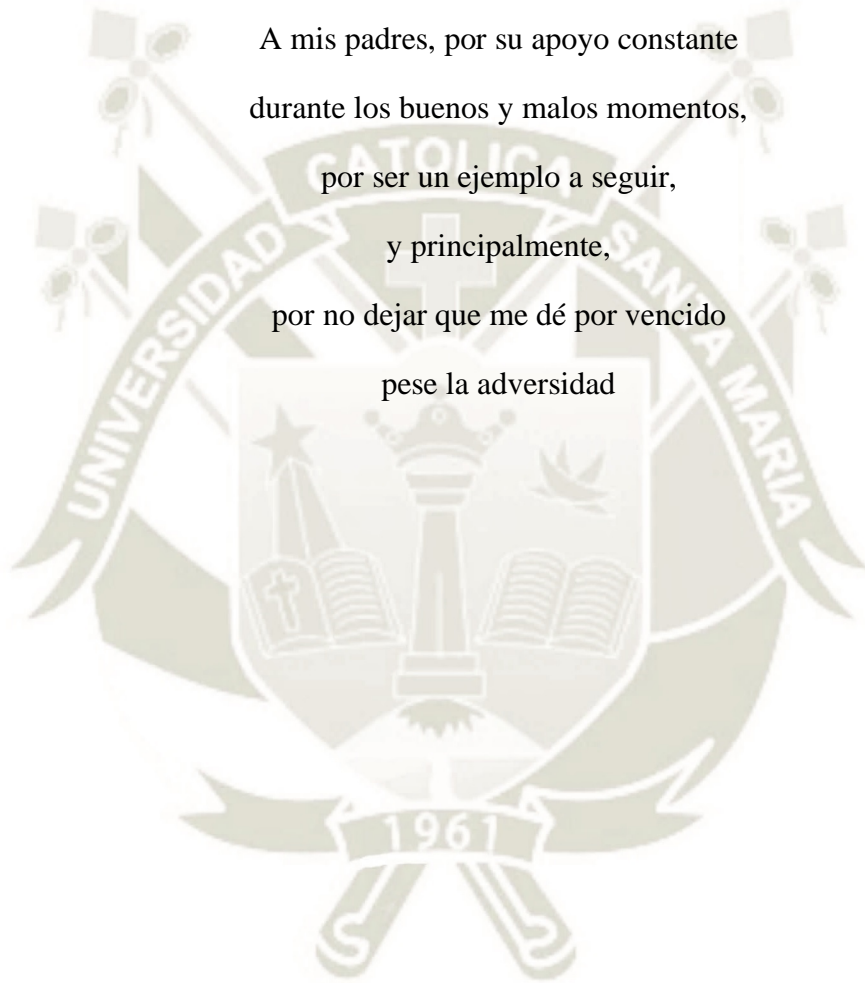 A mis padres, por su apoyo constante
durante los buenos y malos momentos,
por ser un ejemplo a seguir,
y principalmente,
por no dejar que me dé por vencido
pese la adversidad
UNIVERSIDAD CATOLICA SANTA MARIA
1961